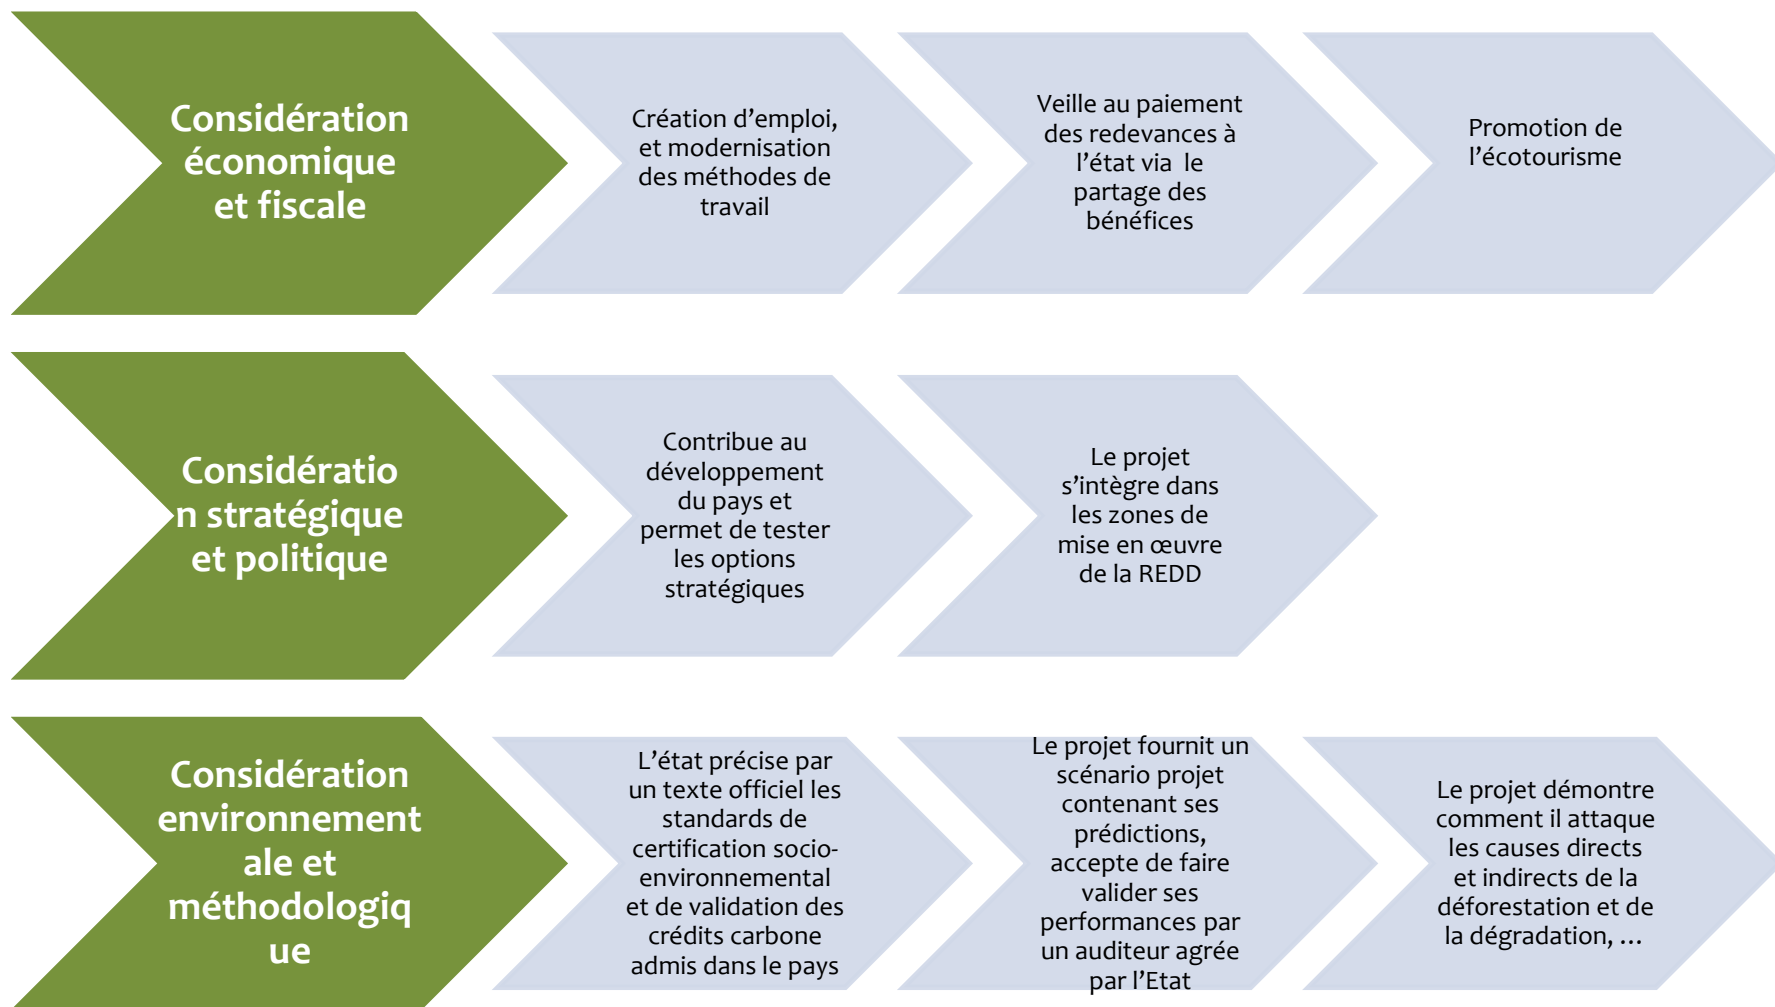 Considération
économique
et fiscale
Création d’emploi,
et modernisation
des méthodes de
travail
Veille au paiement
des redevances à
l’état via  le
partage des
bénéfices
Promotion de
l’écotourisme
Considératio
n stratégique
et politique
Contribue au
développement
du pays et
permet de tester
les options
stratégiques
Le projet
s’intègre dans
les zones de
mise en œuvre
de la REDD
Considération
environnement
ale et
méthodologiq
ue
L’état précise par
un texte officiel les
standards de
certification socio-
environnemental
et de validation des
crédits carbone
admis dans le pays
Le projet fournit un
scénario projet
contenant ses
prédictions,
accepte de faire
valider ses
performances par
un auditeur agrée
par l’Etat
Le projet démontre
comment il attaque
les causes directs
et indirects de la
déforestation et de
la dégradation, …